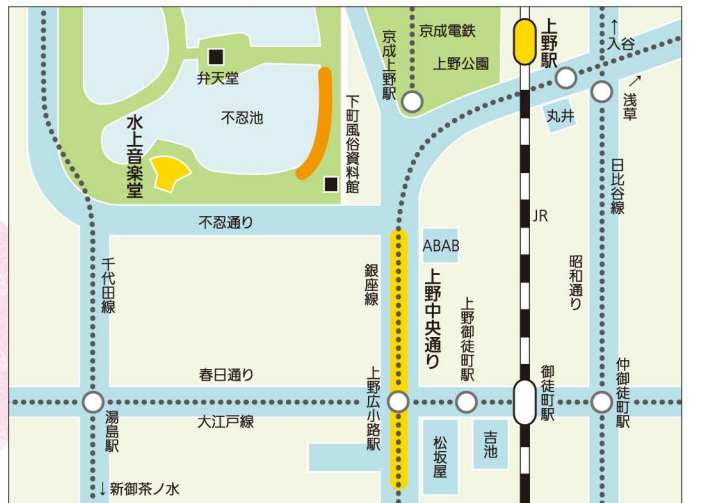 京成電鉄
上野公園
京成上野駅
上野駅
↑
入谷
↗
浅草
弁天堂
不忍池
水上音楽堂
下町風俗資料館
丸井
日比谷線
JR
不忍通り
ABAB
銀座線
上野中央通り
昭和通り
千代田線
上野御徒町駅
春日通り
大江戸線
上野広小路駅
御徒町駅
仲御徒町駅
湯島駅
松坂屋
吉池
↓新御茶ノ水